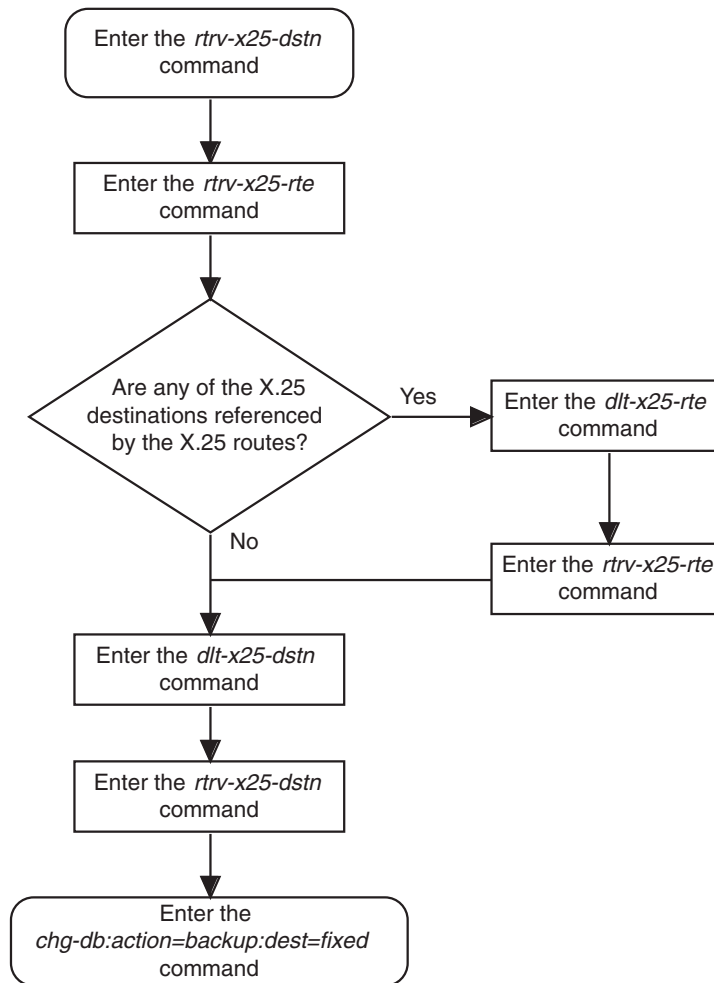 Enter the rtrv-x25-dstn
command
Enter the rtrv-x25-rte
command
Are any of the X.25
destinations referenced
by the X.25 routes?
Yes
Enter the dlt-x25-rte
command
No
Enter the rtrv-x25-rte
command
Enter the dlt-x25-dstn
command
Enter the rtrv-x25-dstn
command
Enter the
chg-db:action=backup:dest=fixed
command